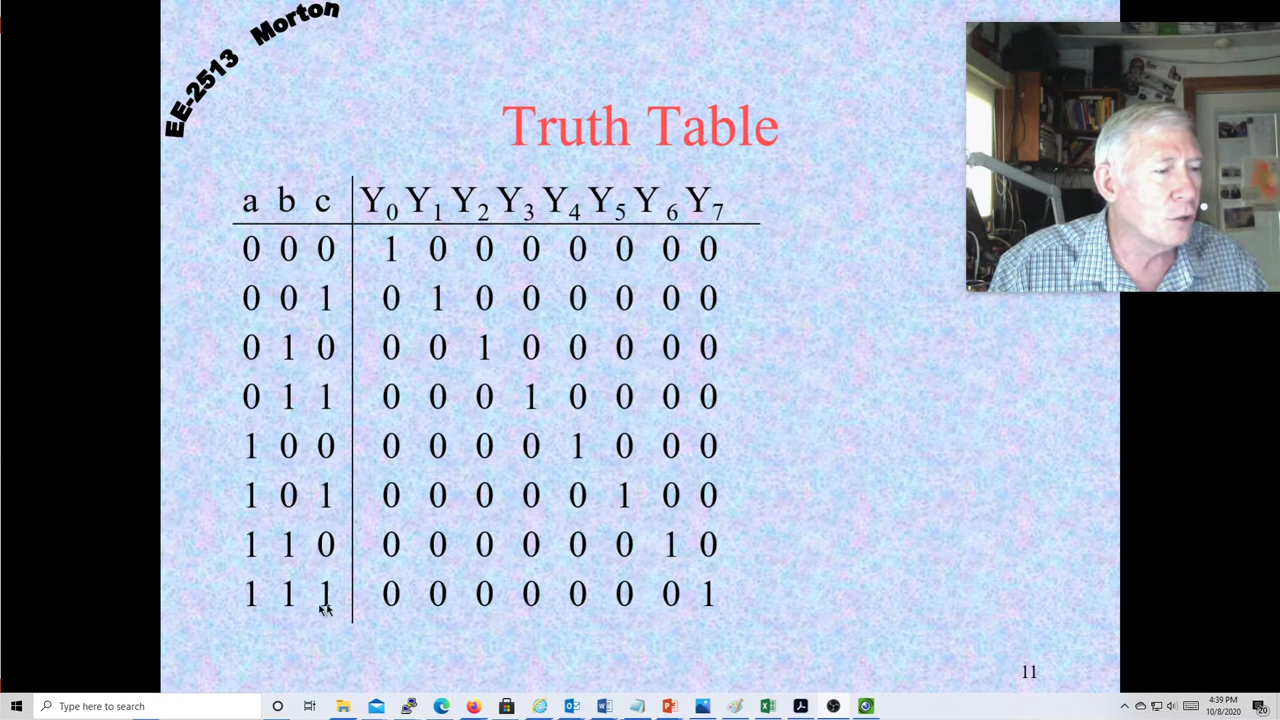 EE-2513 Morton
Truth Table
a b c Y0 Y1 Y2 Y3 Y4 Y5 Y6 Y7
0 0 0 1 0 0 0 0 0 0 0
0 0 1 0 1 0 0 0 0 0 0
0 1 0 0 0 1 0 0 0 0 0
0 1 1 0 0 0 1 0 0 0 0
1 0 0 0 0 0 0 1 0 0 0
1 0 1 0 0 0 0 0 1 0 0
1 1 0 0 0 0 0 0 0 1 0
1 1 1 0 0 0 0 0 0 0 1
11
Type here to search
4:39 PM
10/8/2020
20